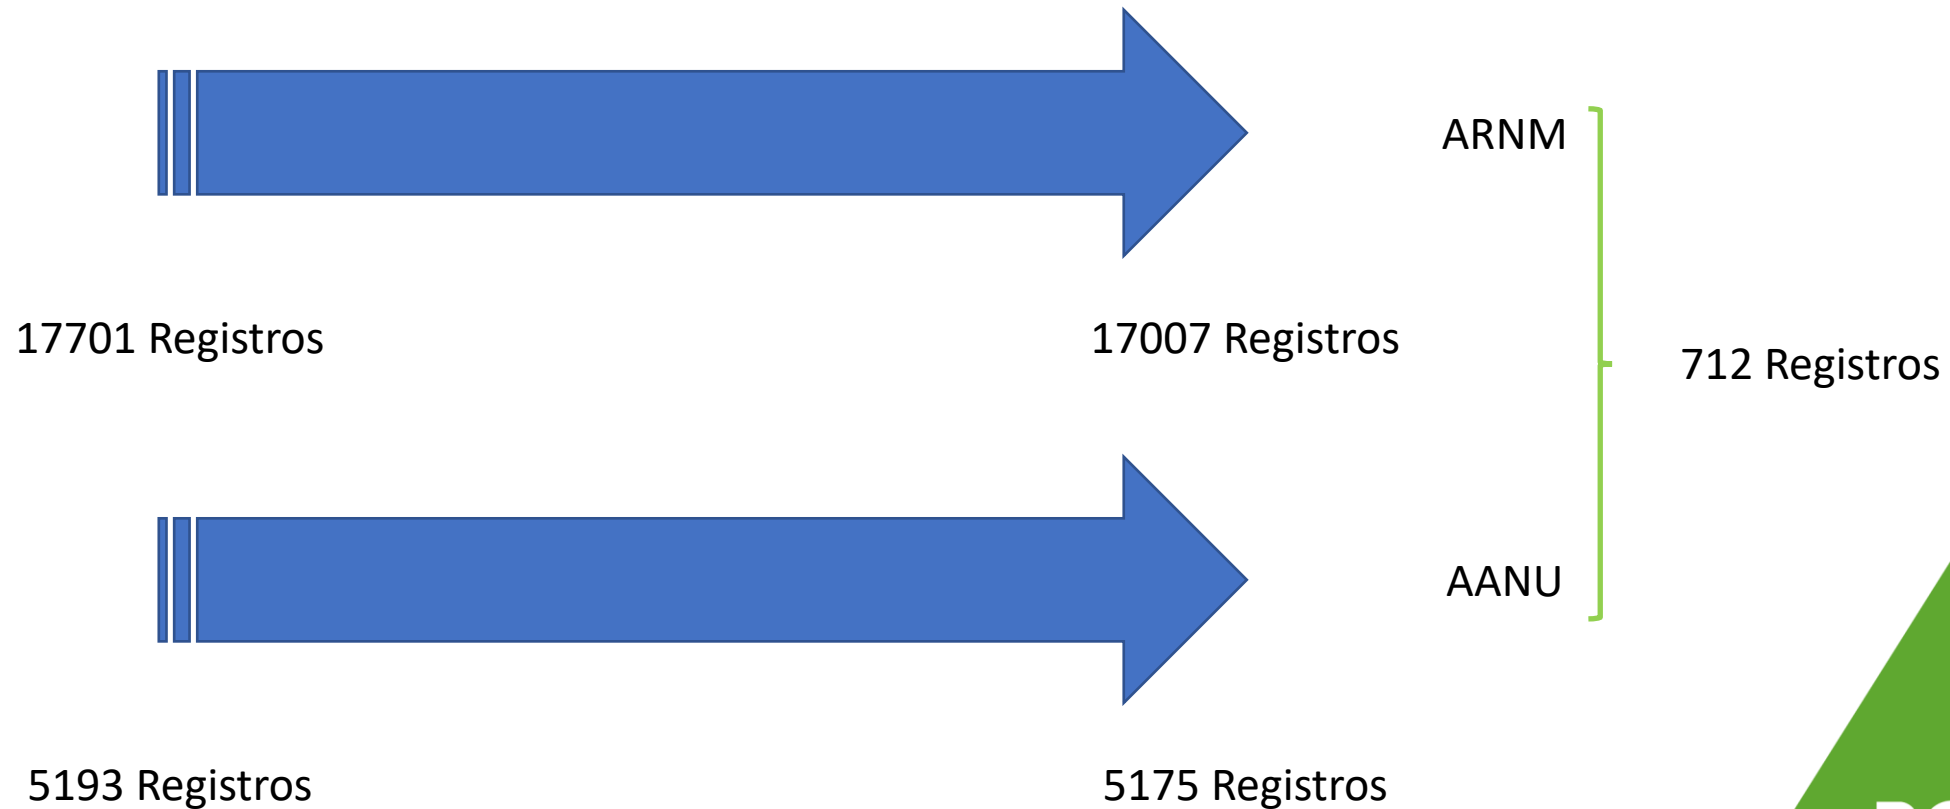 ARNM
17701 Registros
17007 Registros
712 Registros
AANU
5193 Registros
5175 Registros